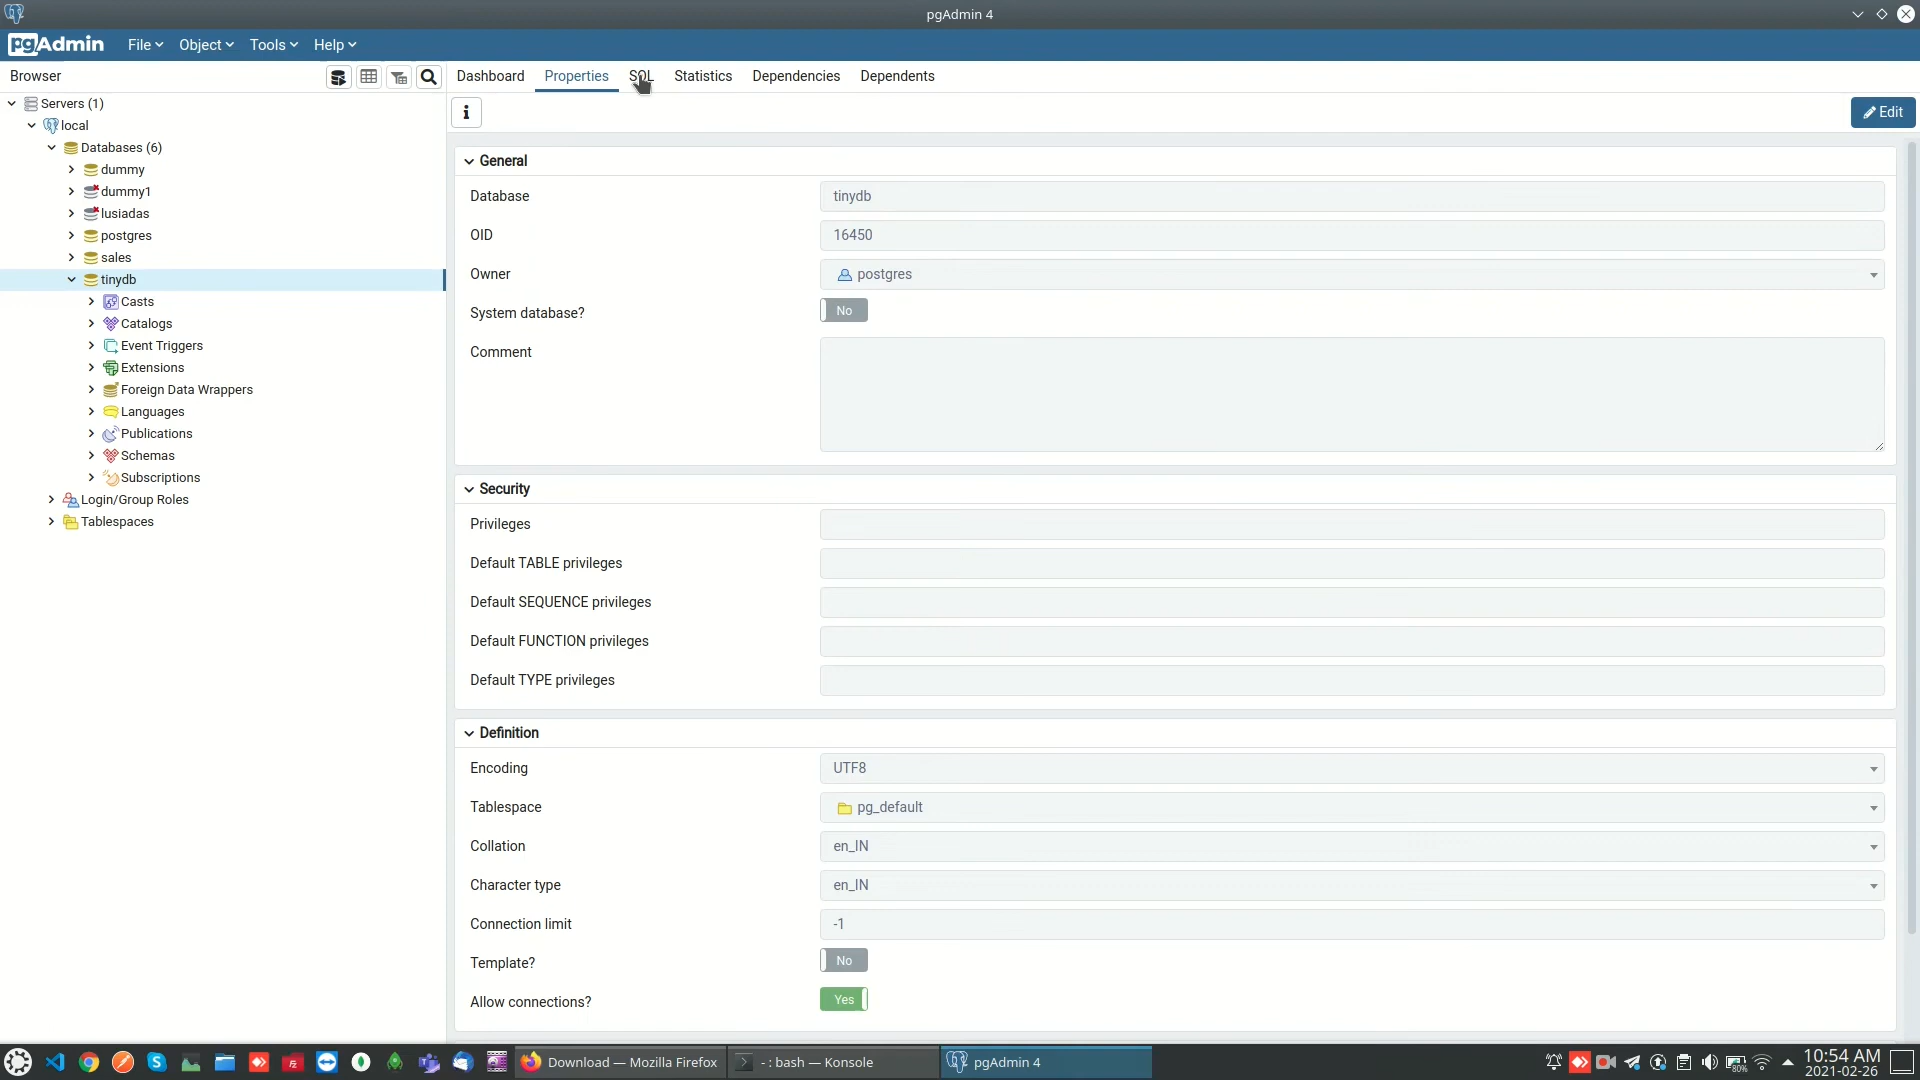 pgAdmin 4
pgAdmin File Object Tools Help
Browser Dashboard Properties SQL Statistics Dependencies Dependents
Servers (1)
local
Databases (6)
dummy
dummy1
lusiadas
postgres
sales
tinydb
Casts
Catalogs
Event Triggers
Extensions
Foreign Data Wrappers
Languages
Publications
Schemas
Subscriptions
Login/Group Roles
Tablespaces
i Edit
General
Database tinydb
OID 16450
Owner postgres
System database? No
Comment
Security
Privileges
Default TABLE privileges
Default SEQUENCE privileges
Default FUNCTION privileges
Default TYPE privileges
Definition
Encoding UTF8
Tablespace pg_default
Collation en_IN
Character type en_IN
Connection limit -1
Template? No
Allow connections? Yes
Download — Mozilla Firefox - : bash — Konsole pgAdmin 4 80% 10:54 AM
2021-02-26